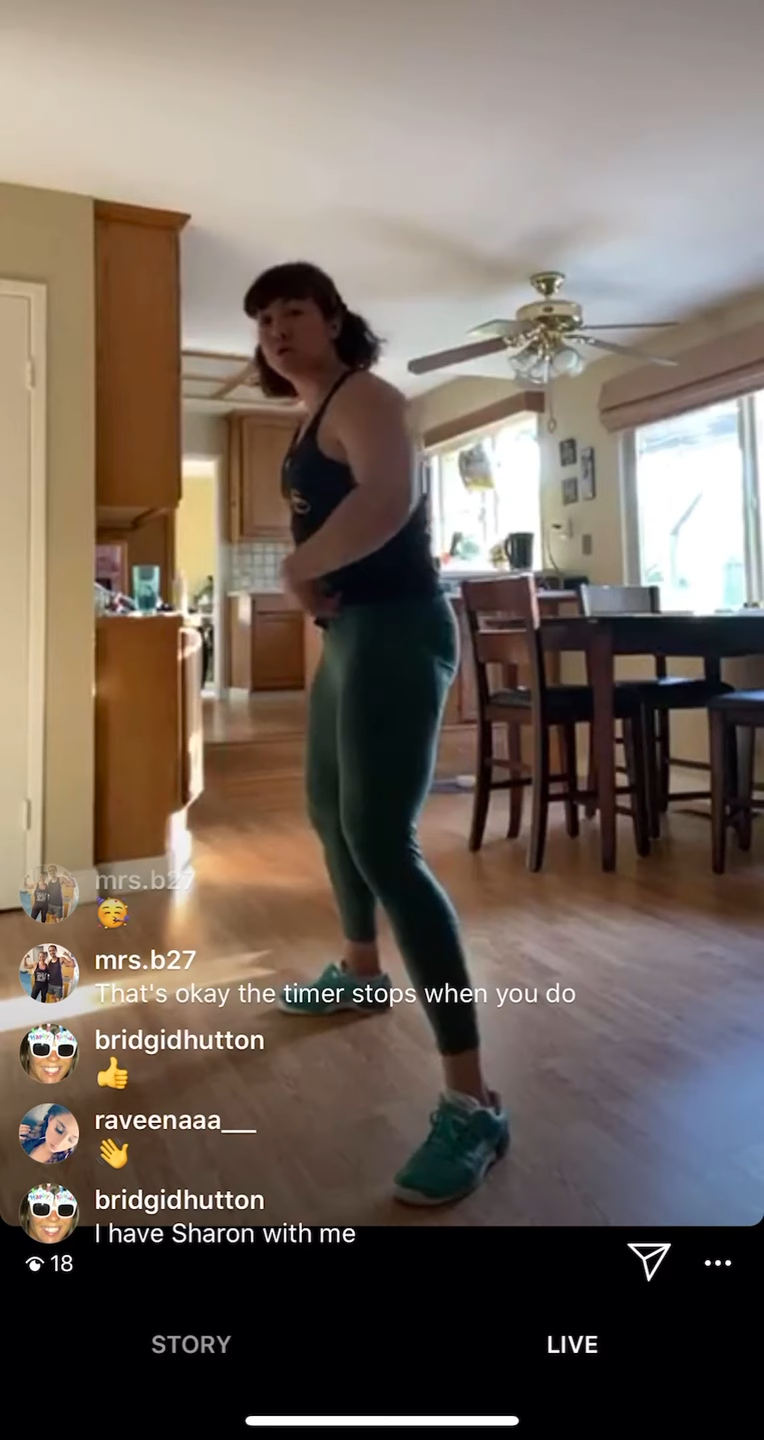 mrs.b27
🥳
mrs.b27
That's okay the timer stops when you do
bridgidhutton
👍
raveenaaa___
👋
bridgidhutton
I have Sharon with me
18
STORY
LIVE